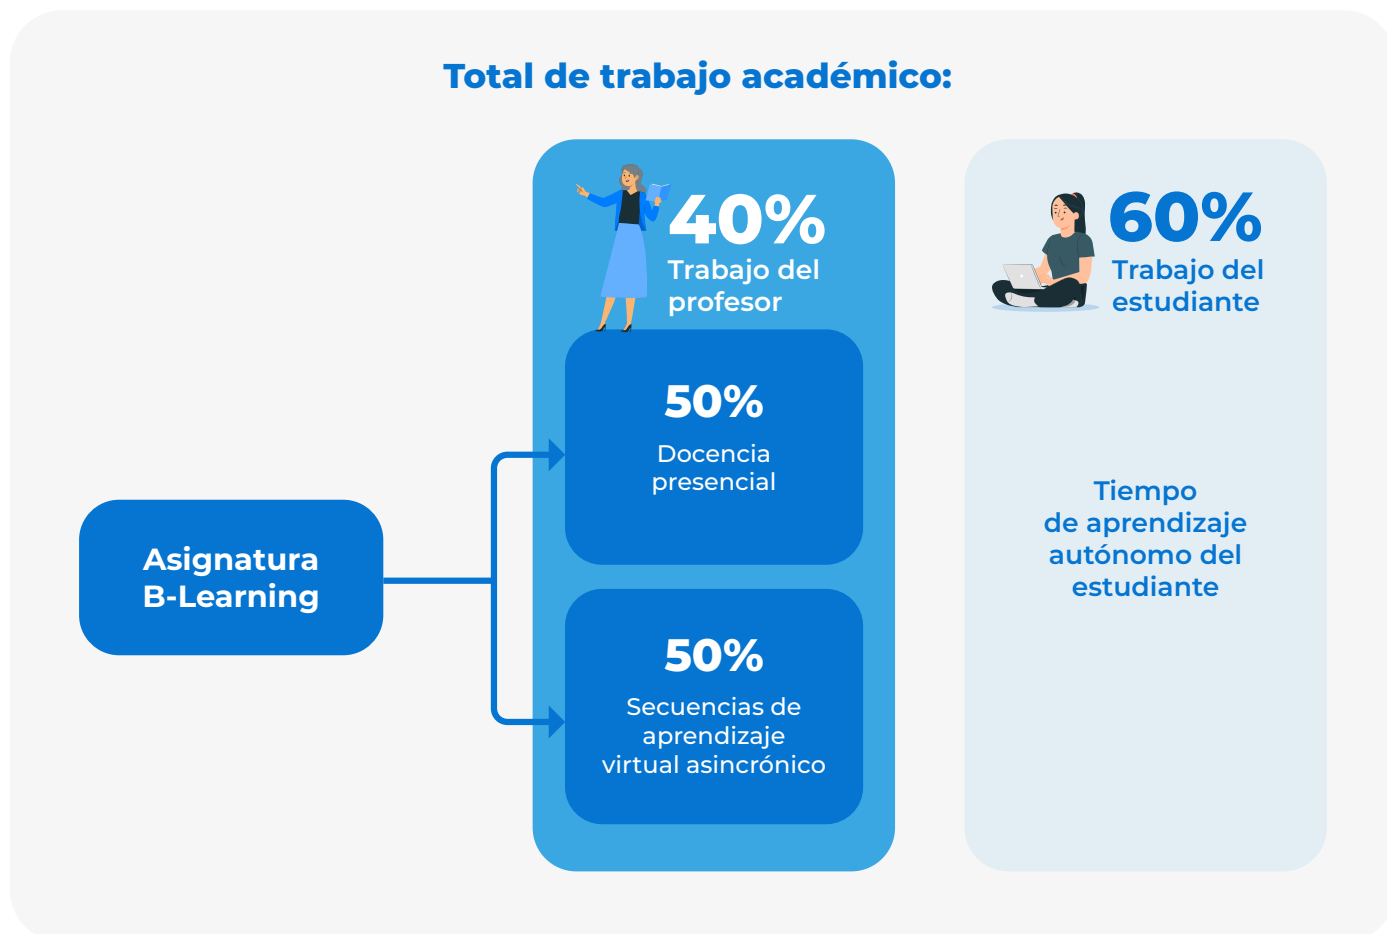 Total de trabajo académico:
40%
Trabajo del
profesor
60%
Trabajo del
estudiante
Asignatura
B-Learning
50%
Docencia
presencial
50%
Secuencias de
aprendizaje
virtual asincrónico
Tiempo
de aprendizaje
autónomo del
estudiante